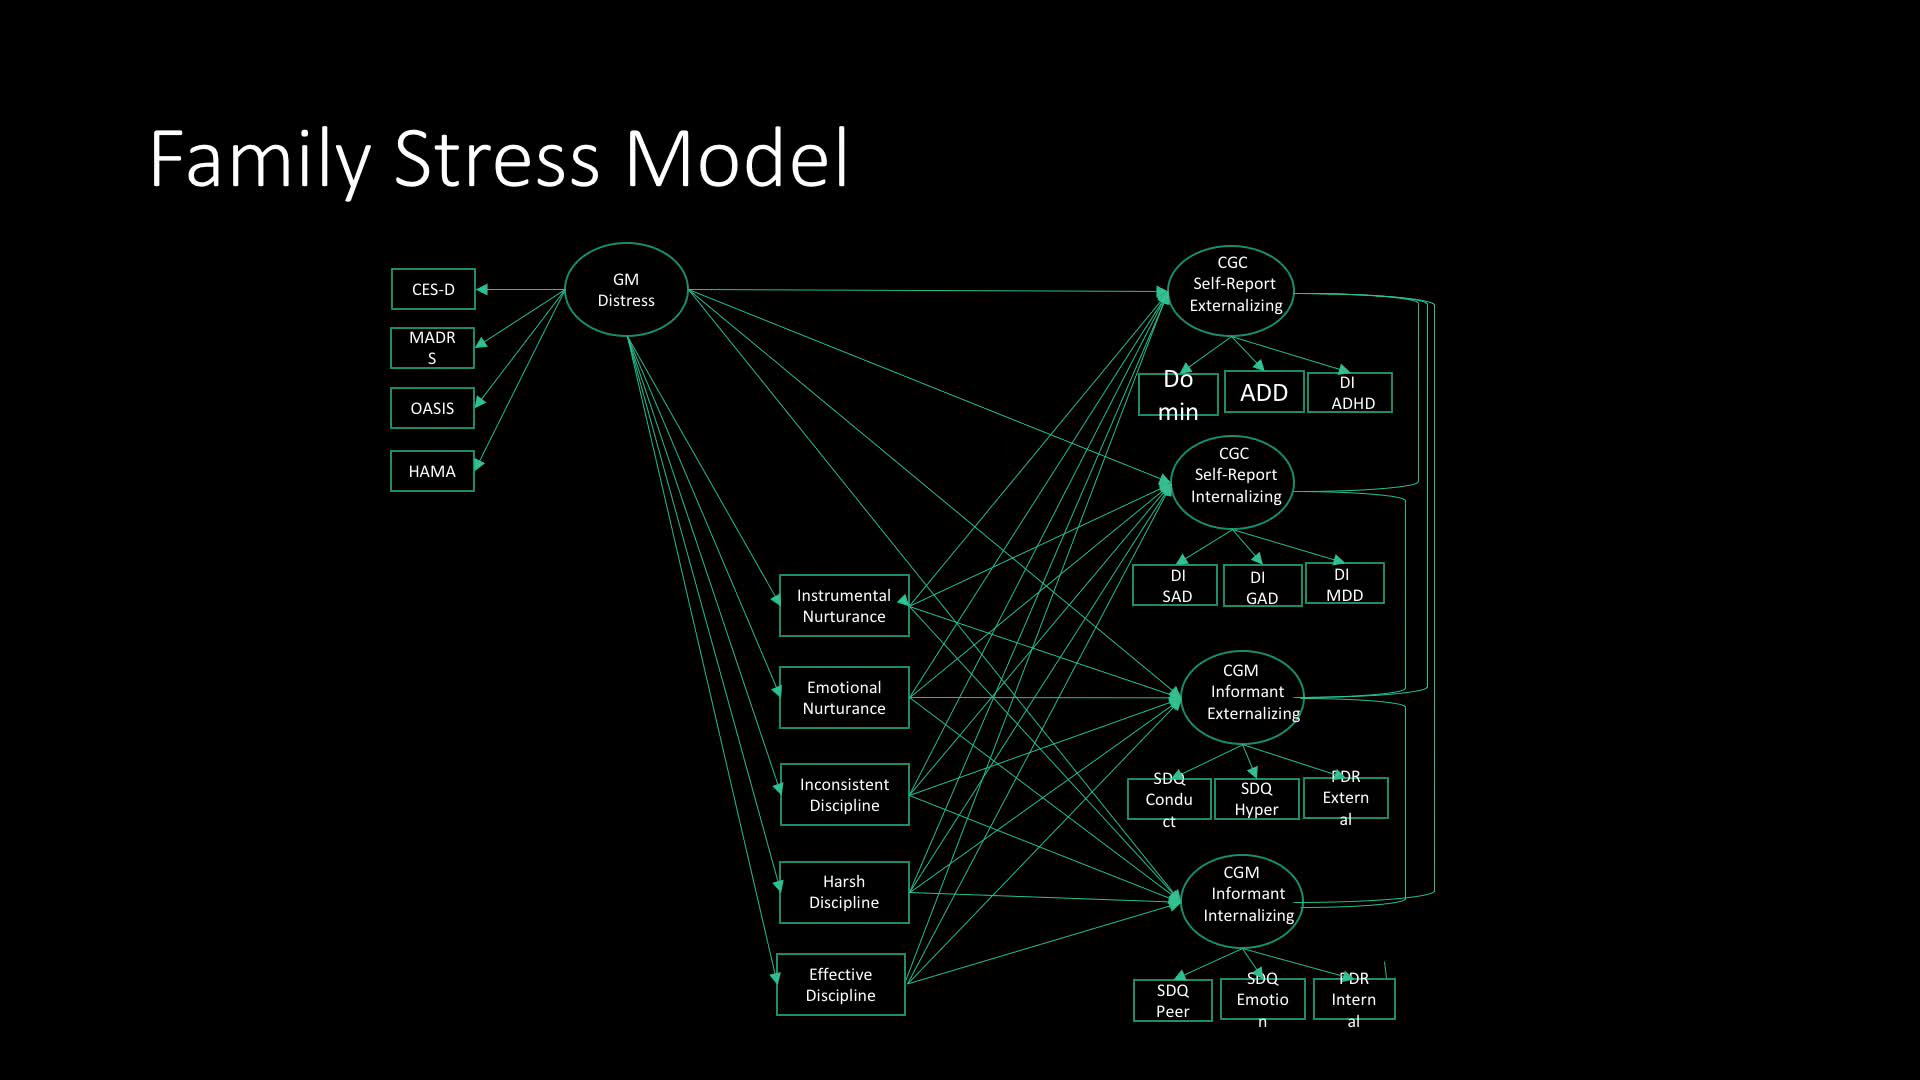 Family Stress Model
GM
Distress
CES-D
MADR
S
OASIS
HAMA
CGC
Self-Report
Externalizing
Do
min
ADD
DI
ADHD
CGC
Self-Report
Internalizing
DI
SAD
DI
GAD
DI
MDD
Instrumental
Nurturance
Emotional
Nurturance
Inconsistent
Discipline
Harsh
Discipline
Effective
Discipline
CGM
Informant
Externalizing
SDQ
Condu
ct
SDQ
Hyper
PDR
Extern
al
CGM
Informant
Internalizing
SDQ
Peer
SDQ
Emotio
n
PDR
Intern
al